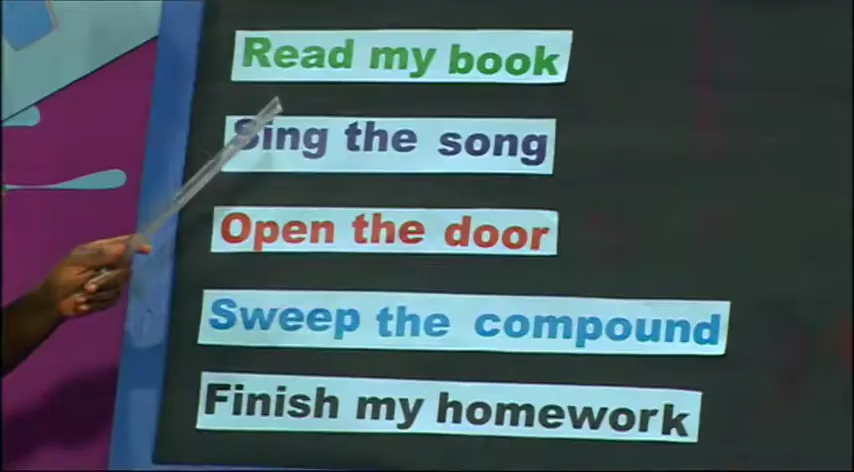 Read my book
Sing the song
Open the door
Sweep the compound
Finish my homework